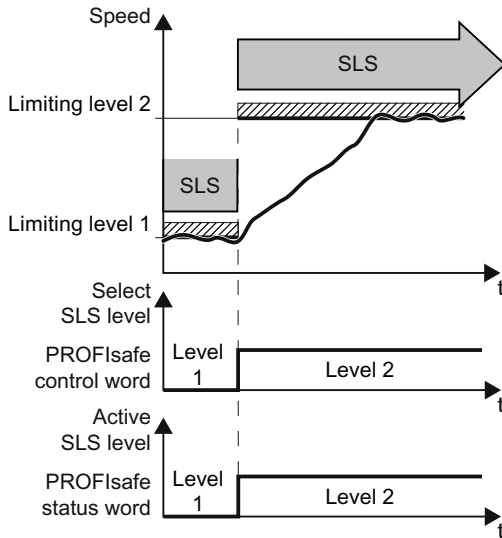 Speed
SLS
Limiting level 2
SLS
Limiting level 1
t
Select
SLS level
PROFIsafe
control word
Level
1
Level 2
t
Active
SLS level
PROFIsafe
status word
Level
1
Level 2
t